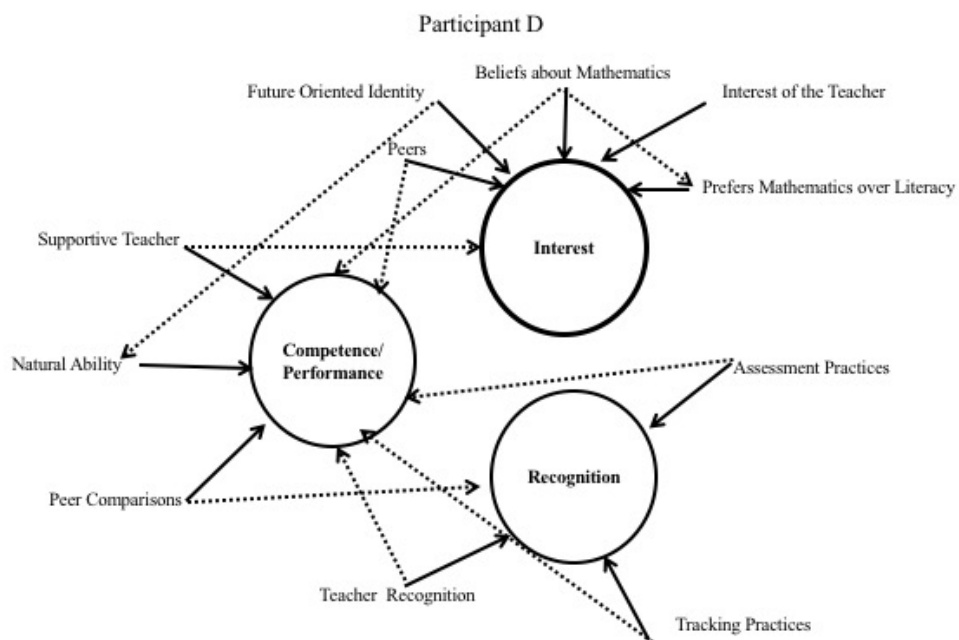 Participant D
Beliefs about Mathematics
Future Oriented Identity
Interest of the Teacher
Peers
Prefers Mathematics over Literacy
Supportive Teacher
Interest
Competence/
Performance
Natural Ability
Assessment Practices
Recognition
Peer Comparisons
Teacher Recognition
Tracking Practices